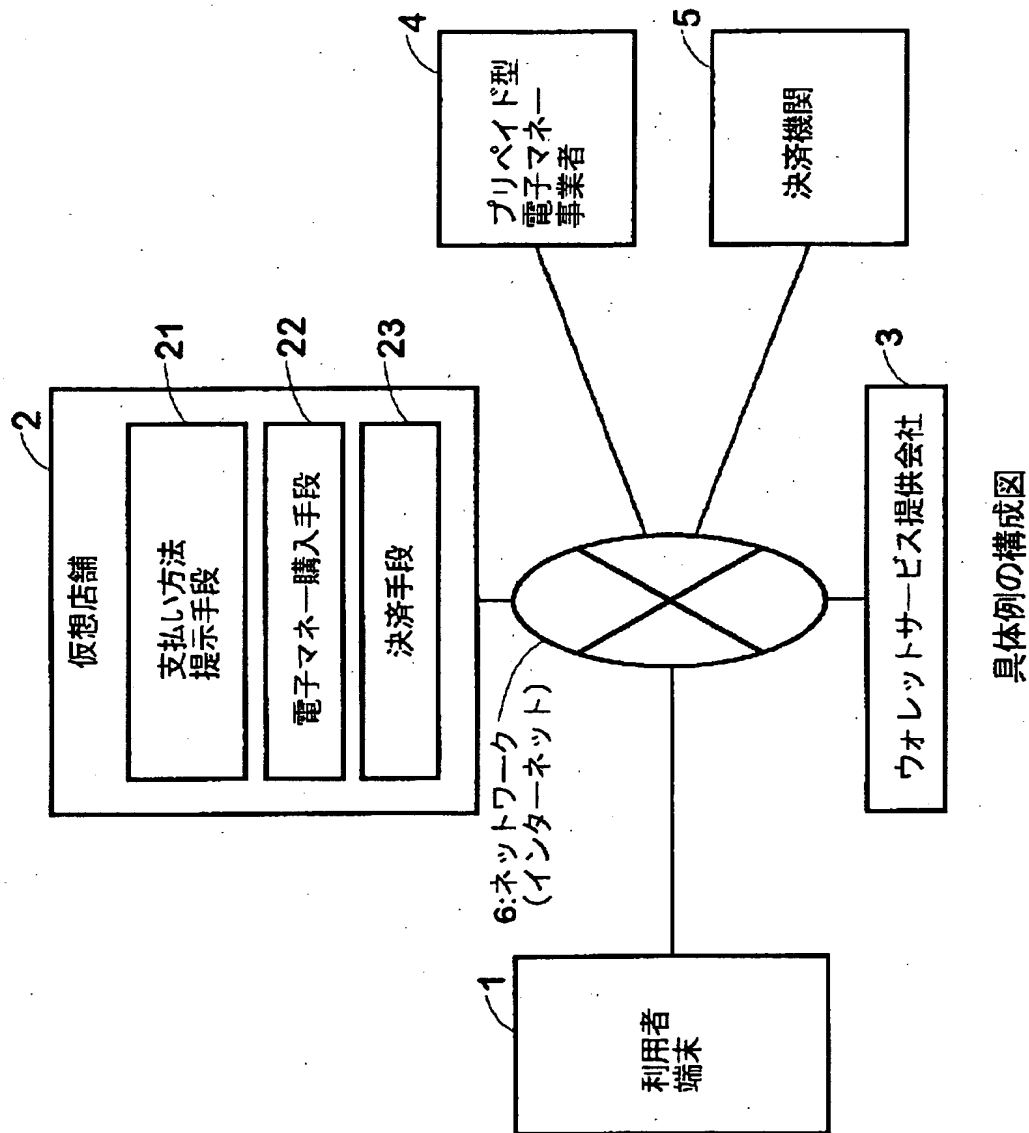 2
仮想店舗
21
支払い方法
提示手段
22
電子マネー購入手段
23
決済手段
4
プリペイド型
電子マネー
事業者
5
決済機関
6:ネットワーク
(インターネット)
1
利用者
端末
3
ウォレットサービス提供会社
具体例の構成図